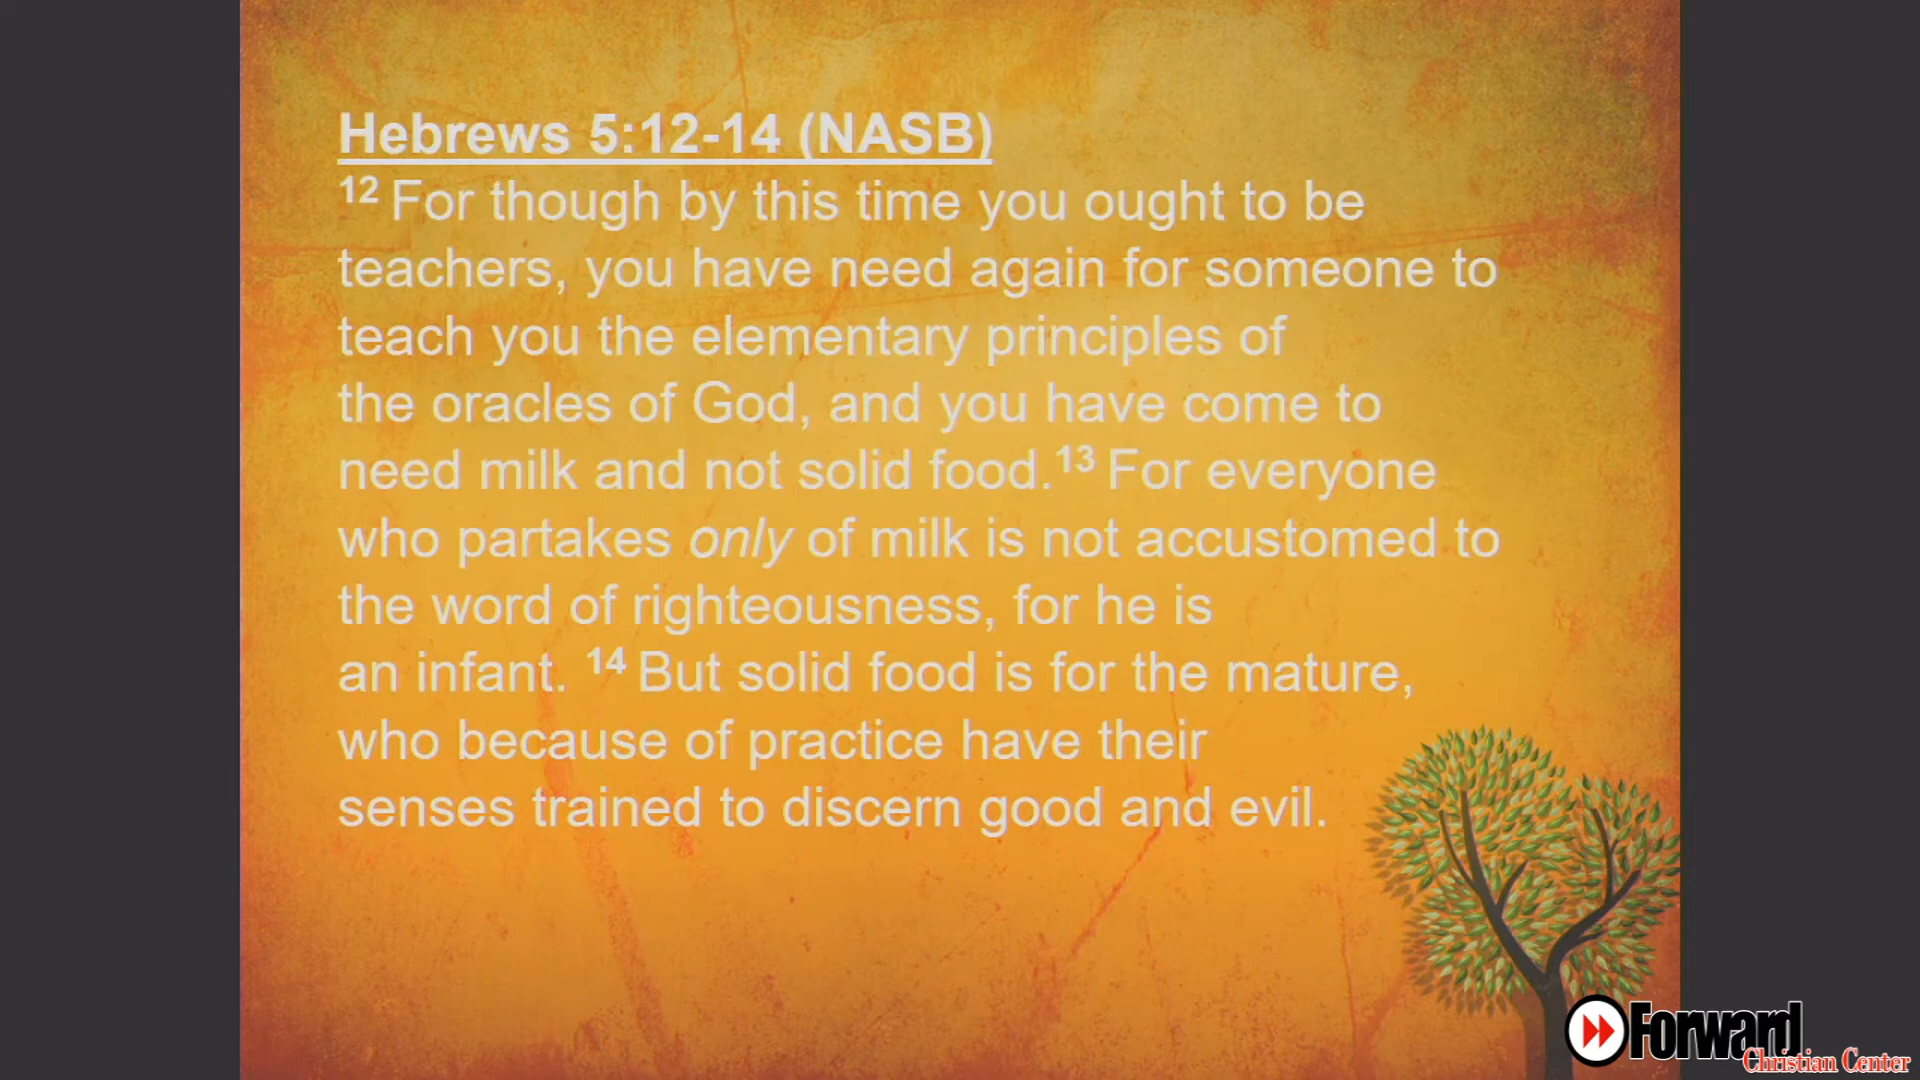 Hebrews 5:12-14 (NASB)
12 For though by this time you ought to be
teachers, you have need again for someone to
teach you the elementary principles of
the oracles of God, and you have come to
need milk and not solid food.13 For everyone
who partakes only of milk is not accustomed to
the word of righteousness, for he is
an infant. 14 But solid food is for the mature,
who because of practice have their
senses trained to discern good and evil.
Forward
Christian Center